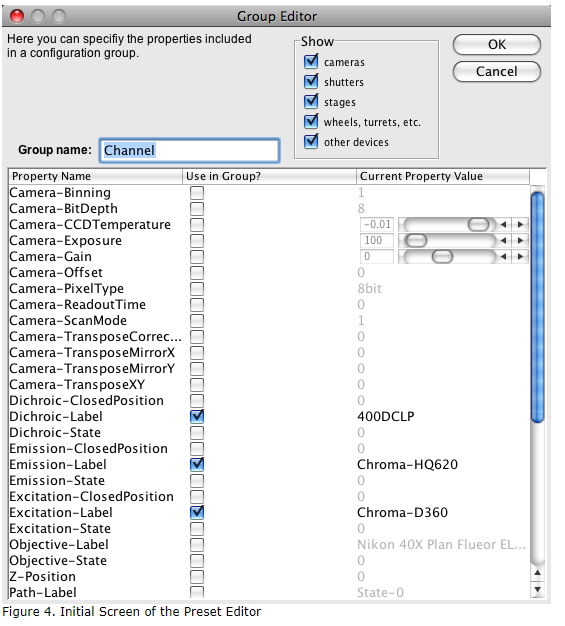 Group Editor
Here you can specifiy the properties included
in a configuration group.
Show
cameras
shutters
stages
wheels, turrets, etc.
other devices
OK
Cancel
Group name: Channel
Property Name Use in Group? Current Property Value
Camera-Binning 1
Camera-BitDepth 8
Camera-CCDTemperature -0.01
Camera-Exposure 100
Camera-Gain 0
Camera-Offset 0
Camera-PixelType 8bit
Camera-ReadoutTime 0
Camera-ScanMode 1
Camera-TransposeCorrec... 0
Camera-TransposeMirrorX 0
Camera-TransposeMirrorY 0
Camera-TransposeXY 0
Dichroic-ClosedPosition 0
Dichroic-Label 400DCLP
Dichroic-State 0
Emission-ClosedPosition 0
Emission-Label Chroma-HQ620
Emission-State 0
Excitation-ClosedPosition 0
Excitation-Label Chroma-D360
Excitation-State 0
Objective-Label Nikon 40X Plan Flueor EL...
Objective-State 0
Z-Position 0
Path-Label State-0
Figure 4. Initial Screen of the Preset Editor